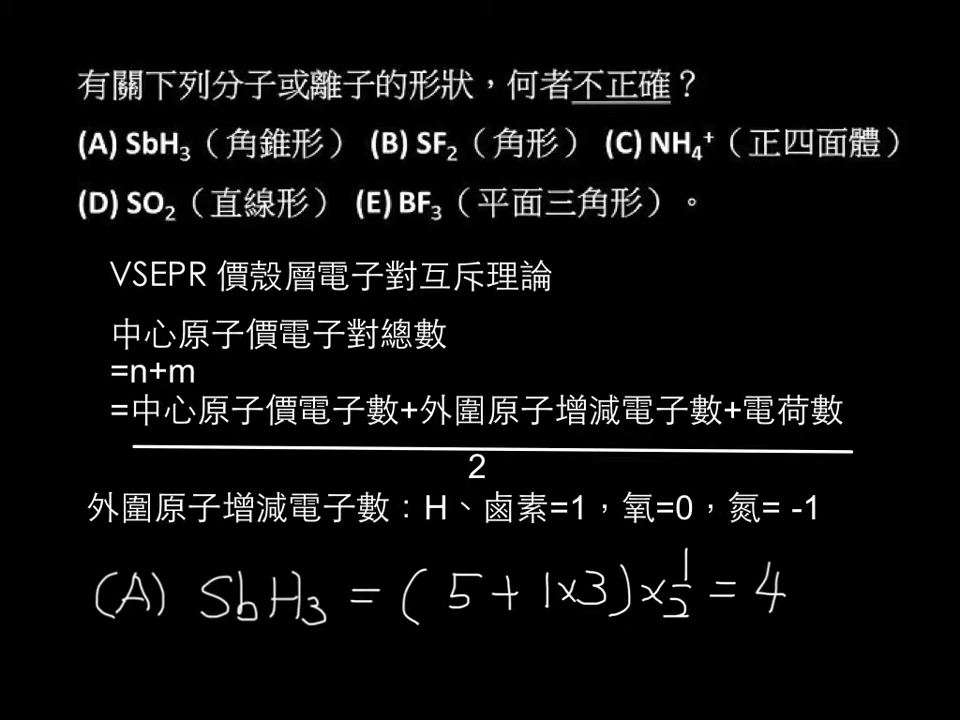 有關下列分子或離子的形狀，何者不正確？
(A) SbH₃（角錐形） (B) SF₂（角形） (C) NH₄⁺（正四面體）
(D) SO₂（直線形） (E) BF₃（平面三角形）。
VSEPR 價殼層電子對互斥理論
中心原子價電子對總數
=n+m
=中心原子價電子數+外圍原子增減電子數+電荷數
2
外圍原子增減電子數：H、鹵素=1，氧=0，氮= -1
(A) SbH₃ = ( 5 + 1×3 ) × 1/2 = 4